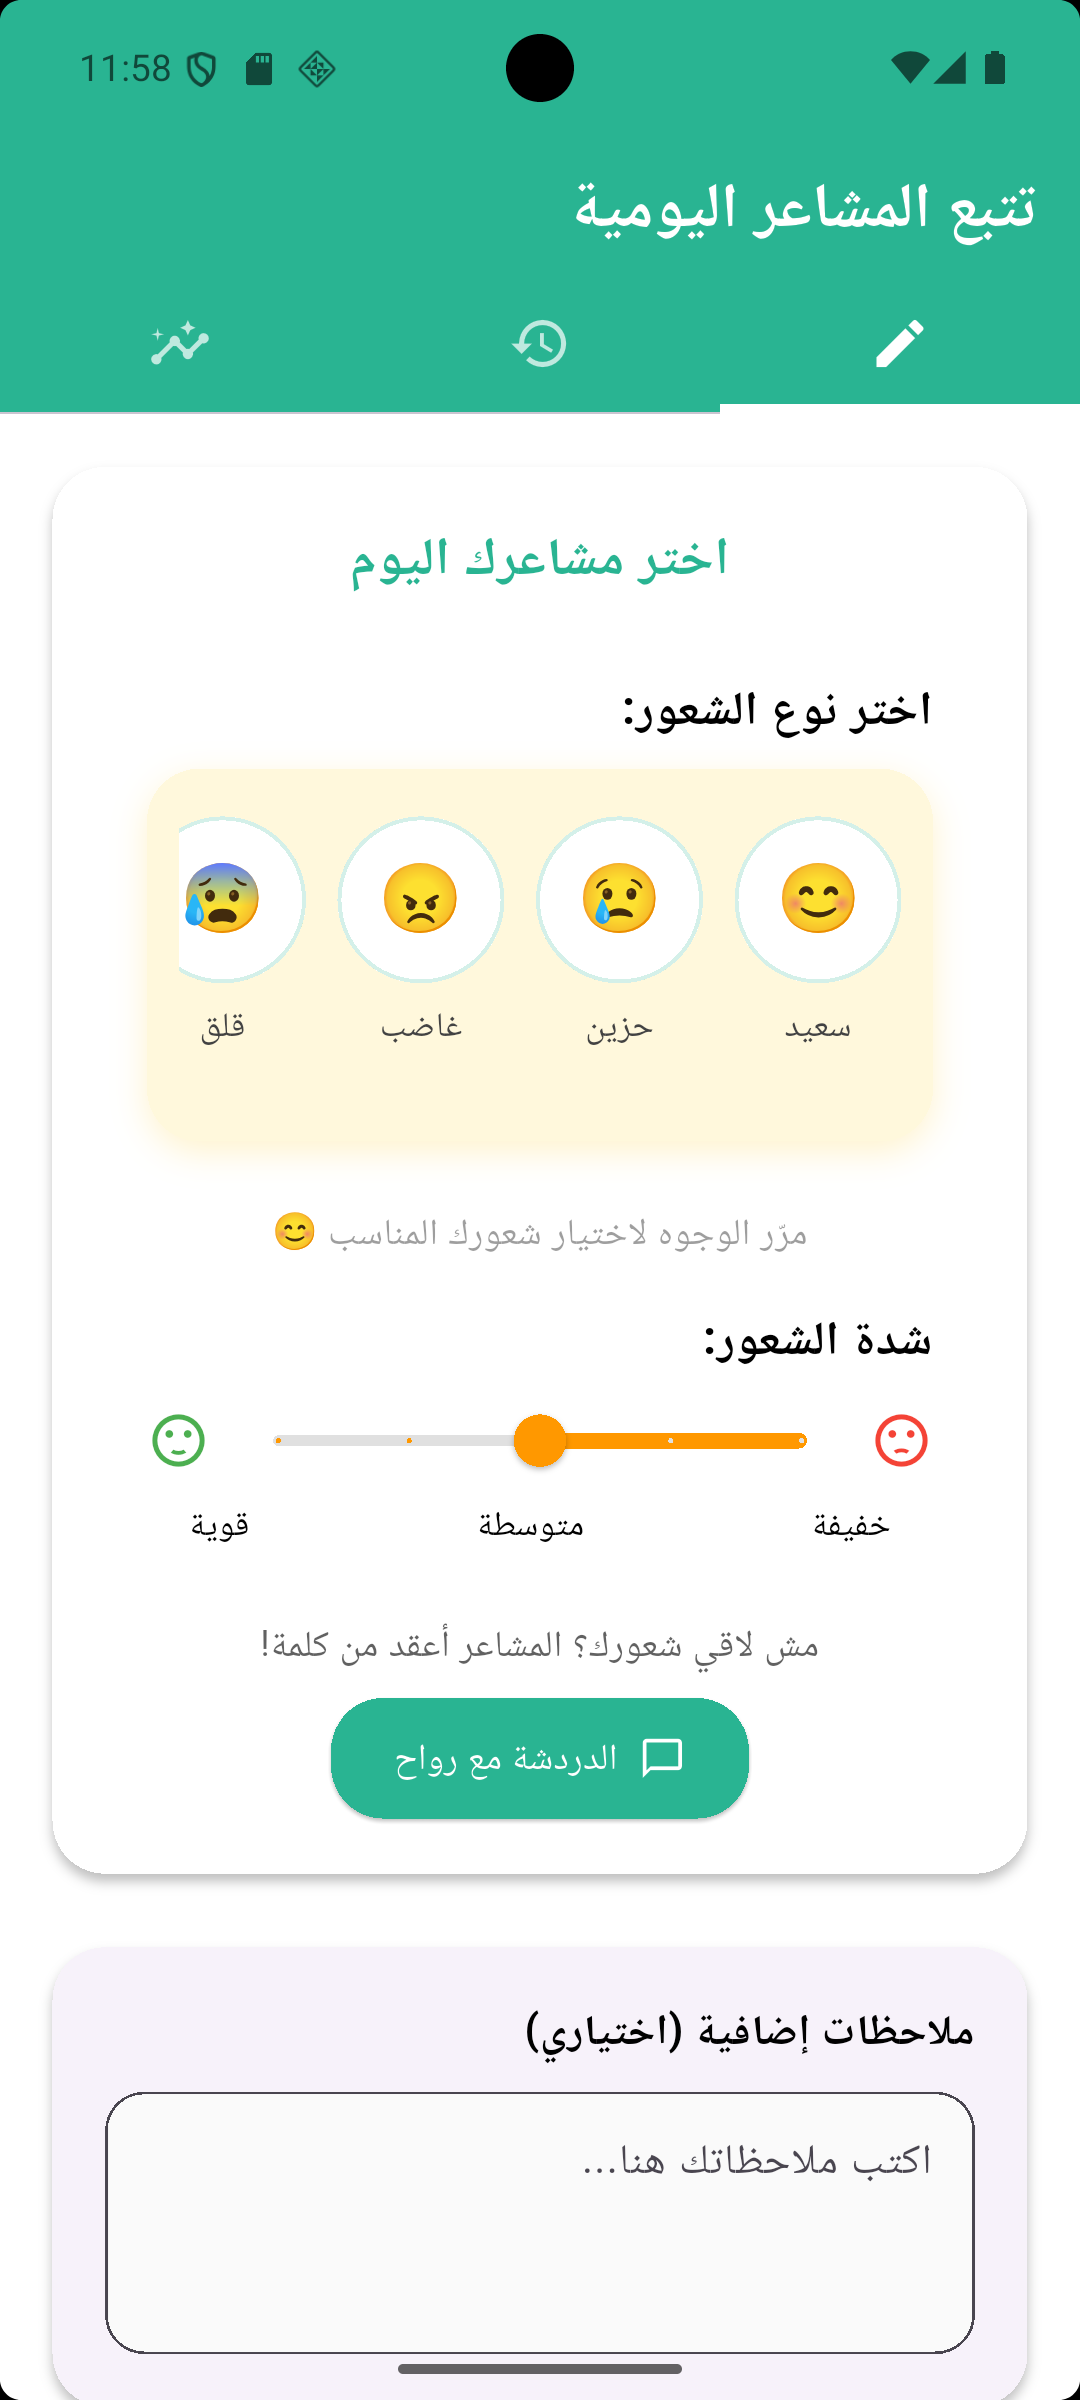 11:58
تتبع المشاعر اليومية
اختر مشاعرك اليوم
اختر نوع الشعور:
سعيد
حزين
غاضب
قلق
مرّر الوجوه لاختيار شعورك المناسب 😊
شدة الشعور:
خفيفة
متوسطة
قوية
مش لاقي شعورك؟ المشاعر أعقد من كلمة!
الدردشة مع رواح
ملاحظات إضافية (اختياري)
اكتب ملاحظاتك هنا...